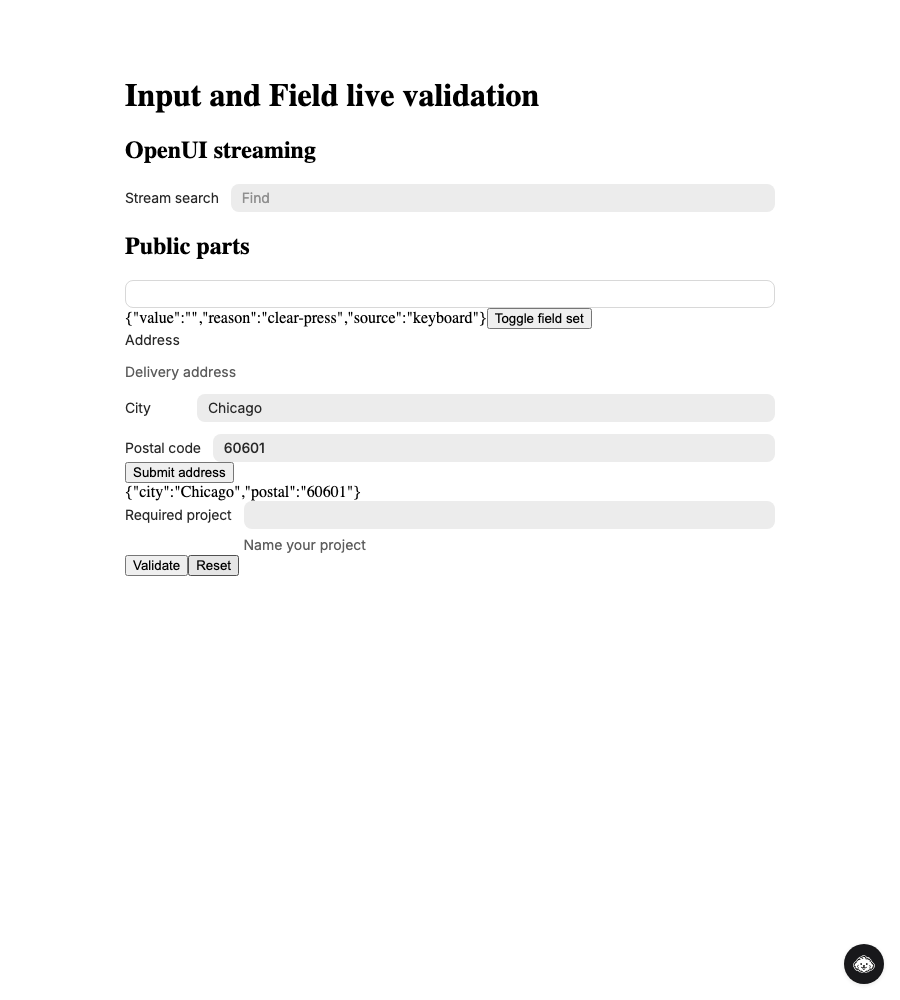 Input and Field live validation
OpenUI streaming
Stream search Find
Public parts
{"value":"","reason":"clear-press","source":"keyboard"} Toggle field set
Address
Delivery address
City Chicago
Postal code 60601
Submit address
{"city":"Chicago","postal":"60601"}
Required project
Name your project
Validate Reset